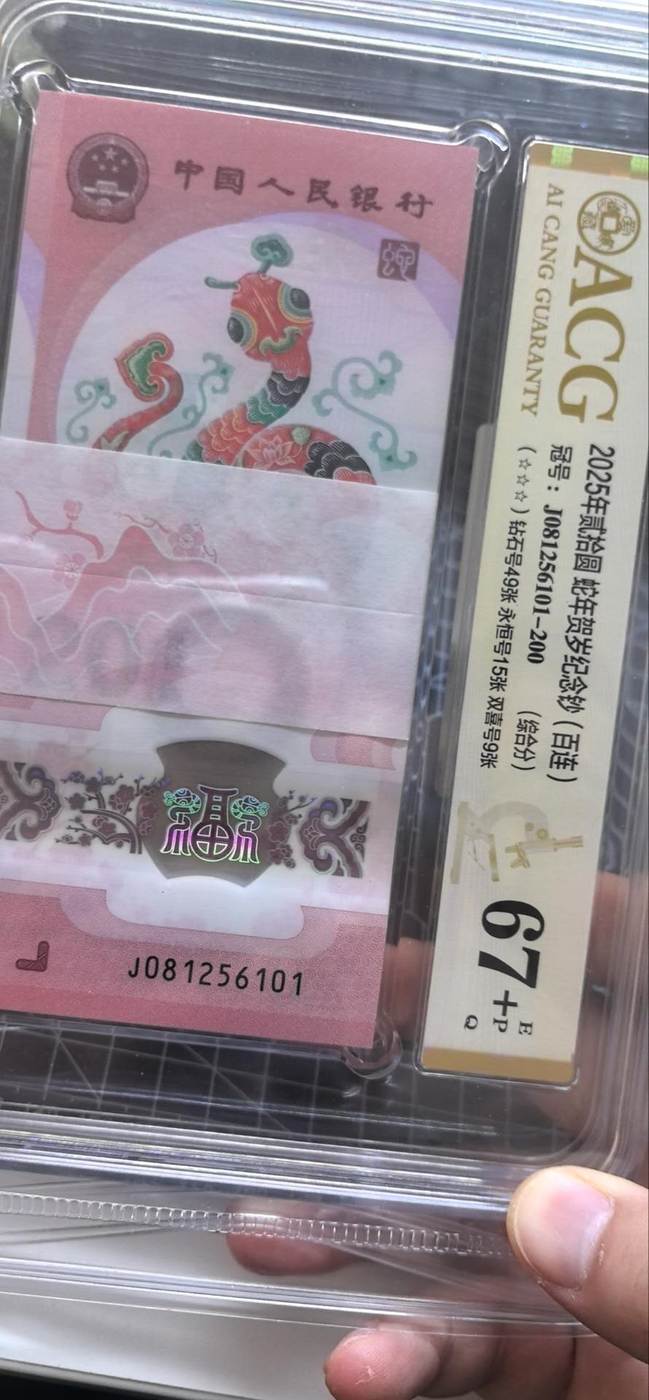 中国人民银行
蛇
J081256101
ACG
AI CANG GUARANTY
2025年贰拾圆 蛇年贺岁纪念钞（百连）
冠号：J081256101-200 （综合分）
（☆☆☆）钻石号49张 永恒号15张 双喜号9张
67+
E
P
Q